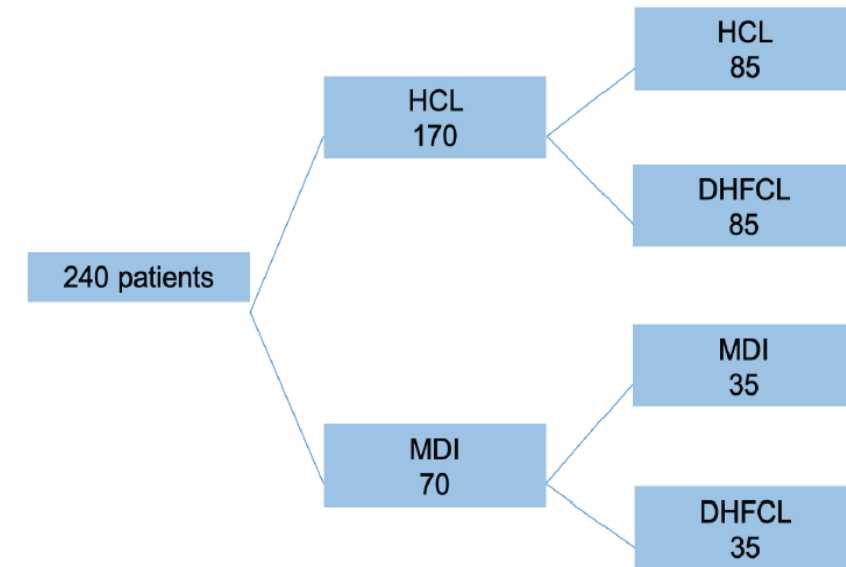 240 patients
HCL
170
MDI
70
HCL
85
DHFCL
85
MDI
35
DHFCL
35